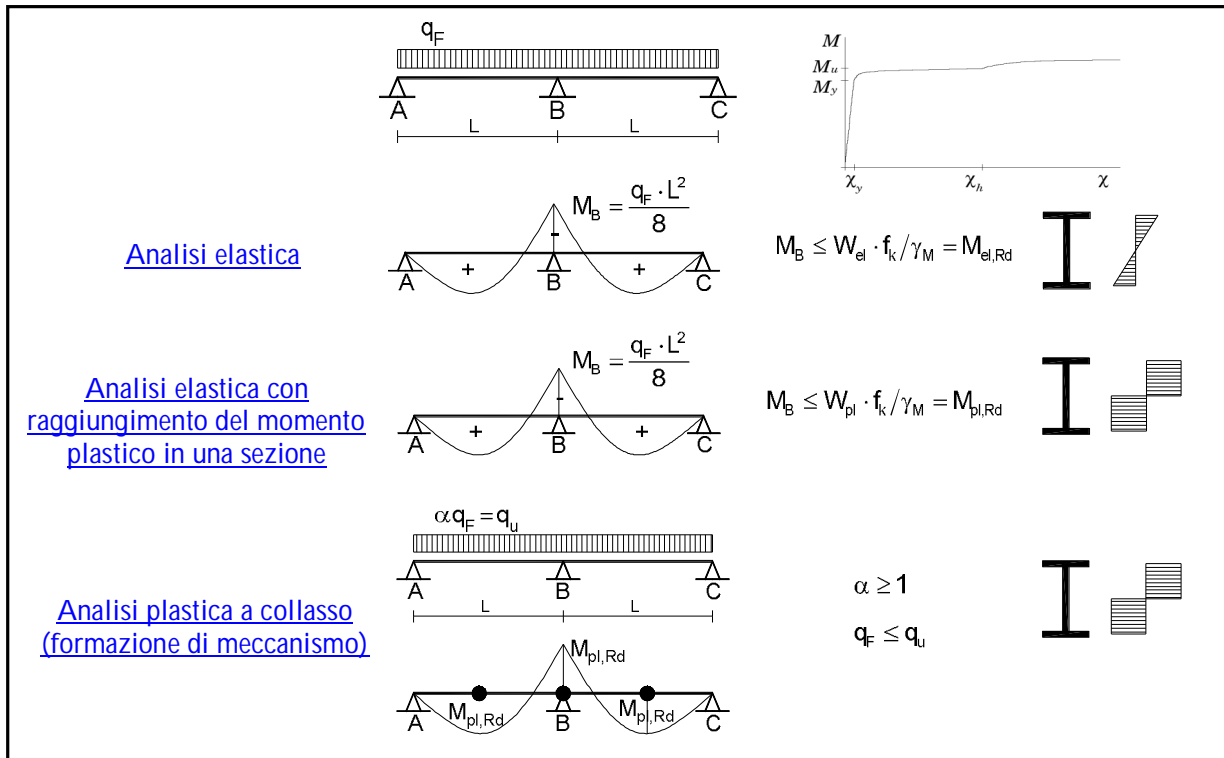 q_F
A B C
L L
M
M_u
M_y
χ_y χ_h χ
Analisi elastica
M_B = q_F · L² / 8
- 
+ +
A B C
M_B ≤ W_el · f_k/γ_M = M_el,Rd
Analisi elastica con
raggiungimento del momento
plastico in una sezione
M_B = q_F · L² / 8
-
+ +
A B C
M_B ≤ W_pl · f_k/γ_M = M_pl,Rd
Analisi plastica a collasso
(formazione di meccanismo)
αq_F = q_u
A B C
L L
M_pl,Rd
M_pl,Rd M_pl,Rd
A B C
α ≥ 1
q_F ≤ q_u